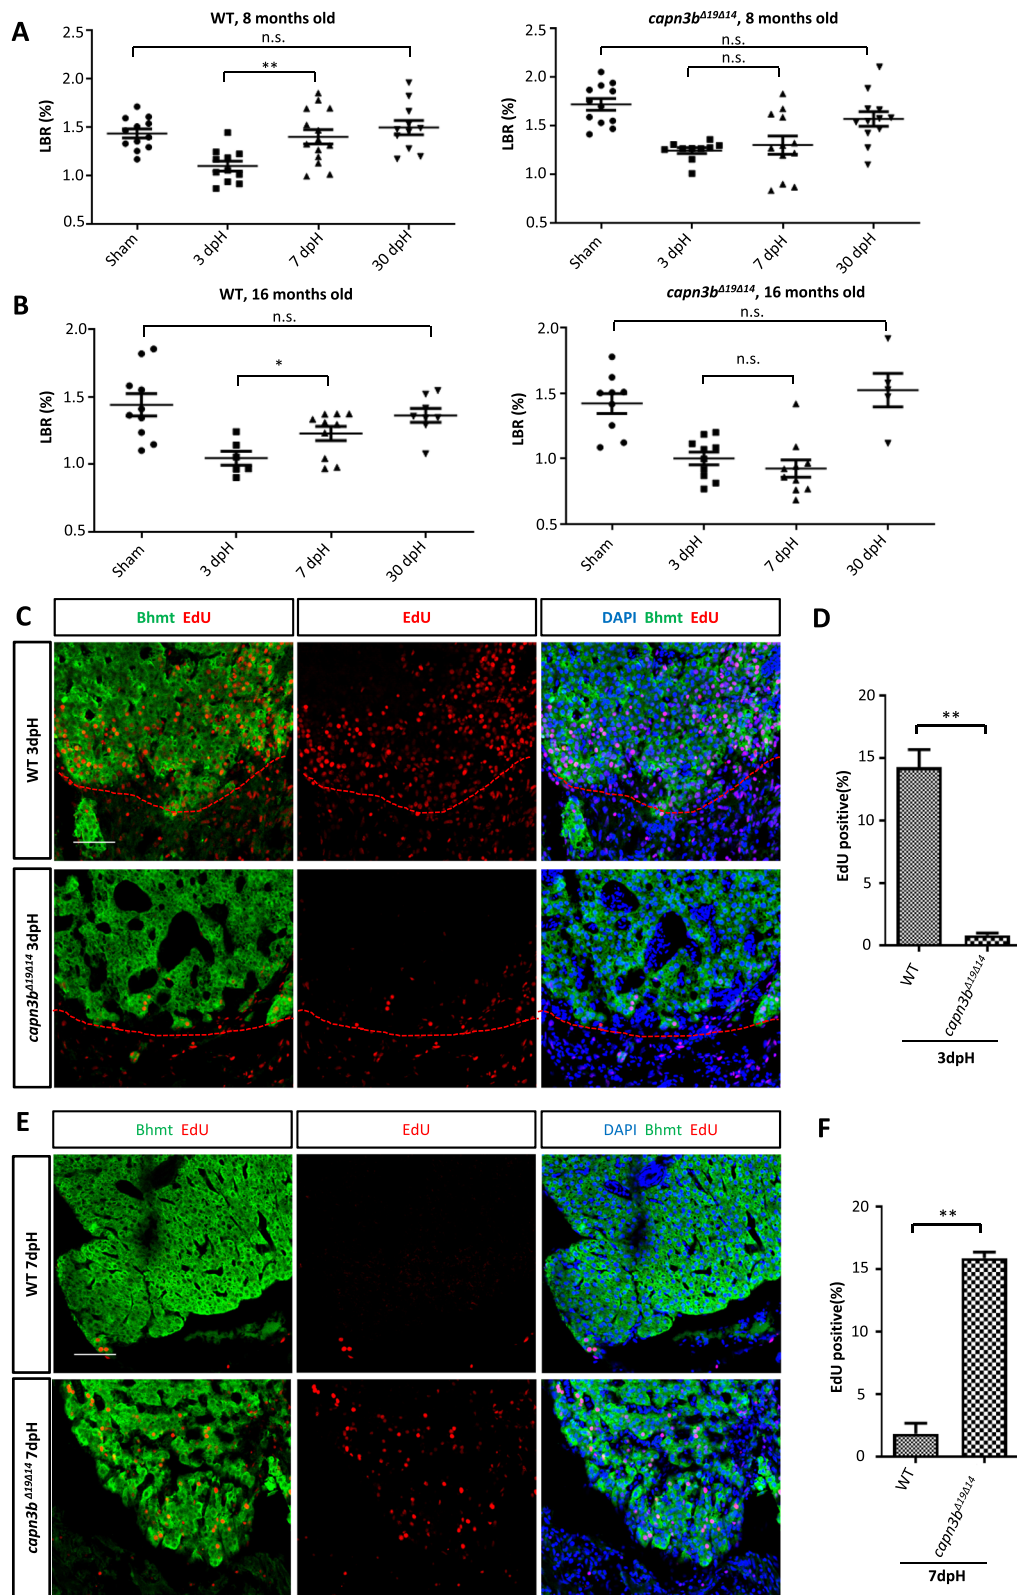 A
WT, 8 months old
n.s.
**
LBR (%)
2.5
2.0
1.5
1.0
0.5
Sham
3 dpH
7 dpH
30 dpH
capn3bΔ19Δ14, 8 months old
n.s.
n.s.
LBR (%)
2.5
2.0
1.5
1.0
0.5
Sham
3 dpH
7 dpH
30 dpH
B
WT, 16 months old
n.s.
*
LBR (%)
2.0
1.5
1.0
0.5
Sham
3 dpH
7 dpH
30 dpH
capn3bΔ19Δ14, 16 months old
n.s.
n.s.
LBR (%)
2.0
1.5
1.0
0.5
Sham
3 dpH
7 dpH
30 dpH
C
Bhmt EdU
EdU
DAPI Bhmt EdU
WT 3dpH
capn3bΔ19Δ14 3dpH
D
EdU positive(%)
20
15
10
5
0
**
WT
capn3bΔ19Δ14
3dpH
E
Bhmt EdU
EdU
DAPI Bhmt EdU
WT 7dpH
capn3b Δ19Δ14 7dpH
F
EdU positive(%)
20
15
10
5
0
**
WT
capn3bΔ19Δ14
7dpH